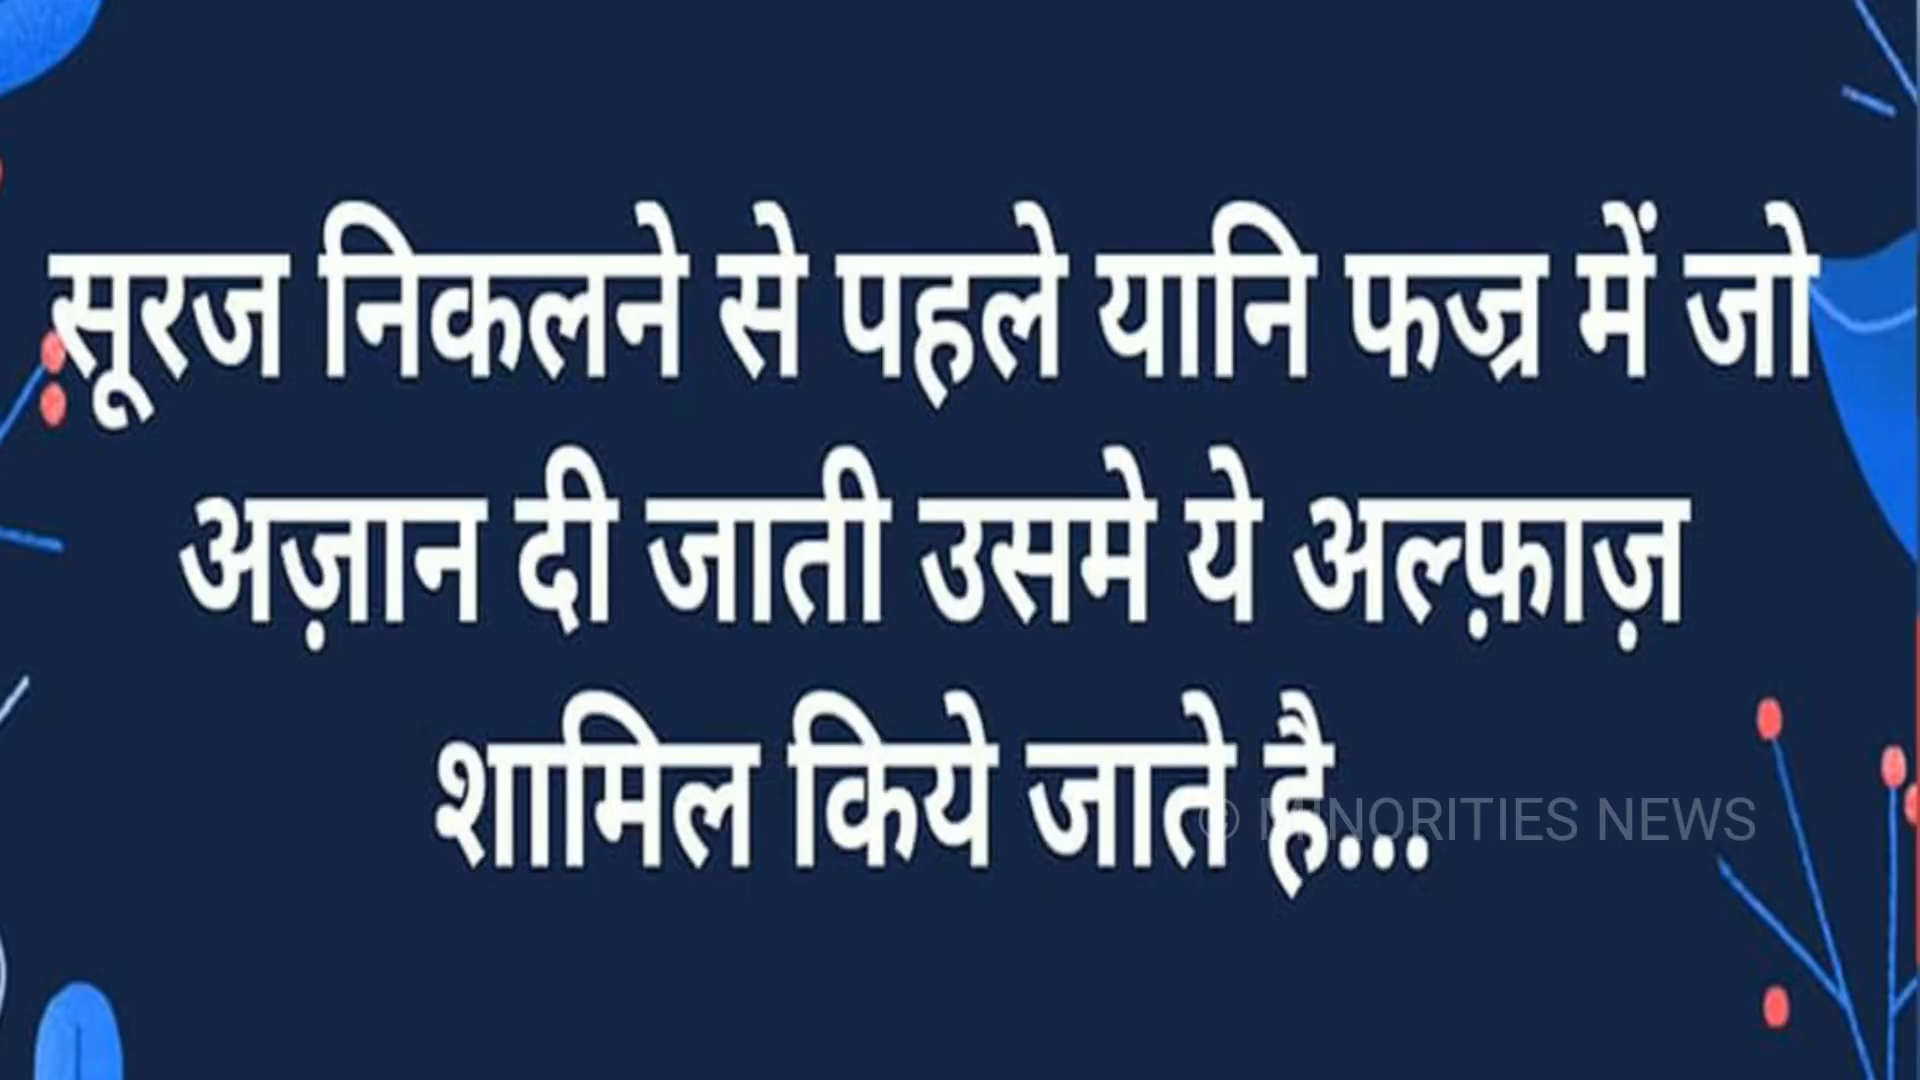 सूरज निकलने से पहले यानि फज्र में जो
अज़ान दी जाती उसमे ये अल्फ़ाज़
शामिल किये जाते है...
© MINORITIES NEWS